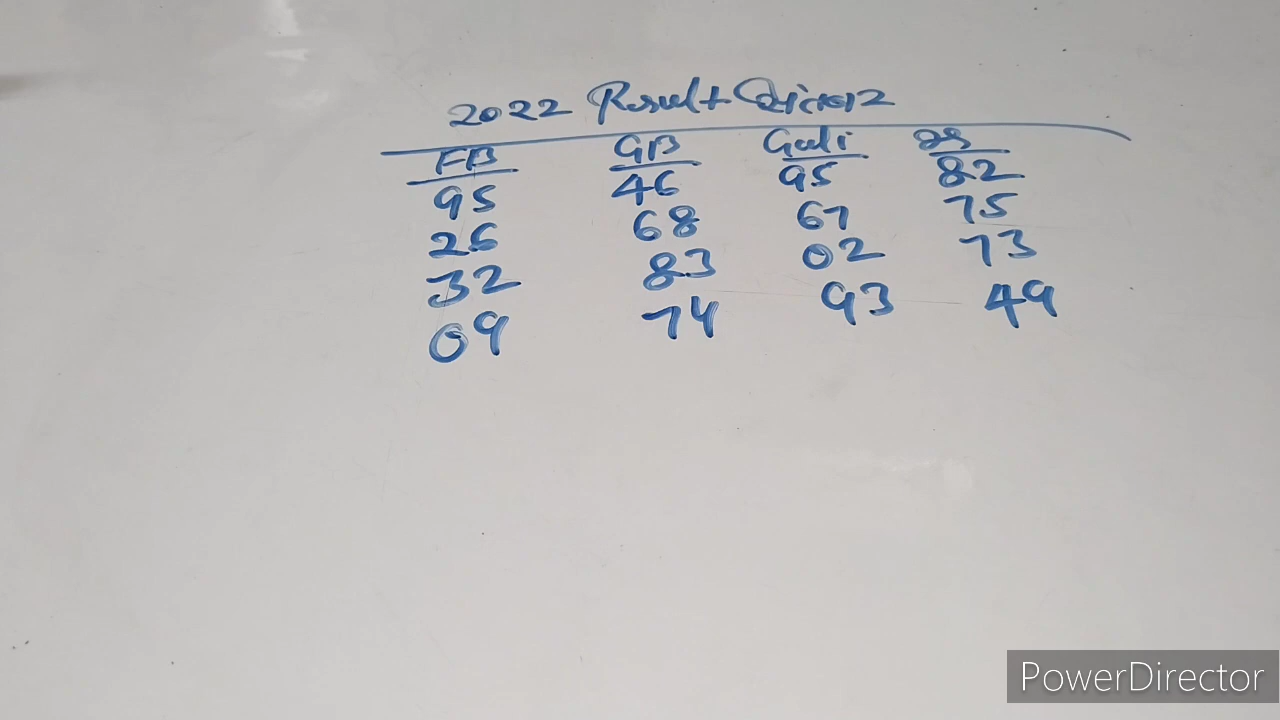 2022 Result
FB GB Gali DS
95 46 95 82
26 68 67 75
32 83 02 73
09 74 93 49
PowerDirector